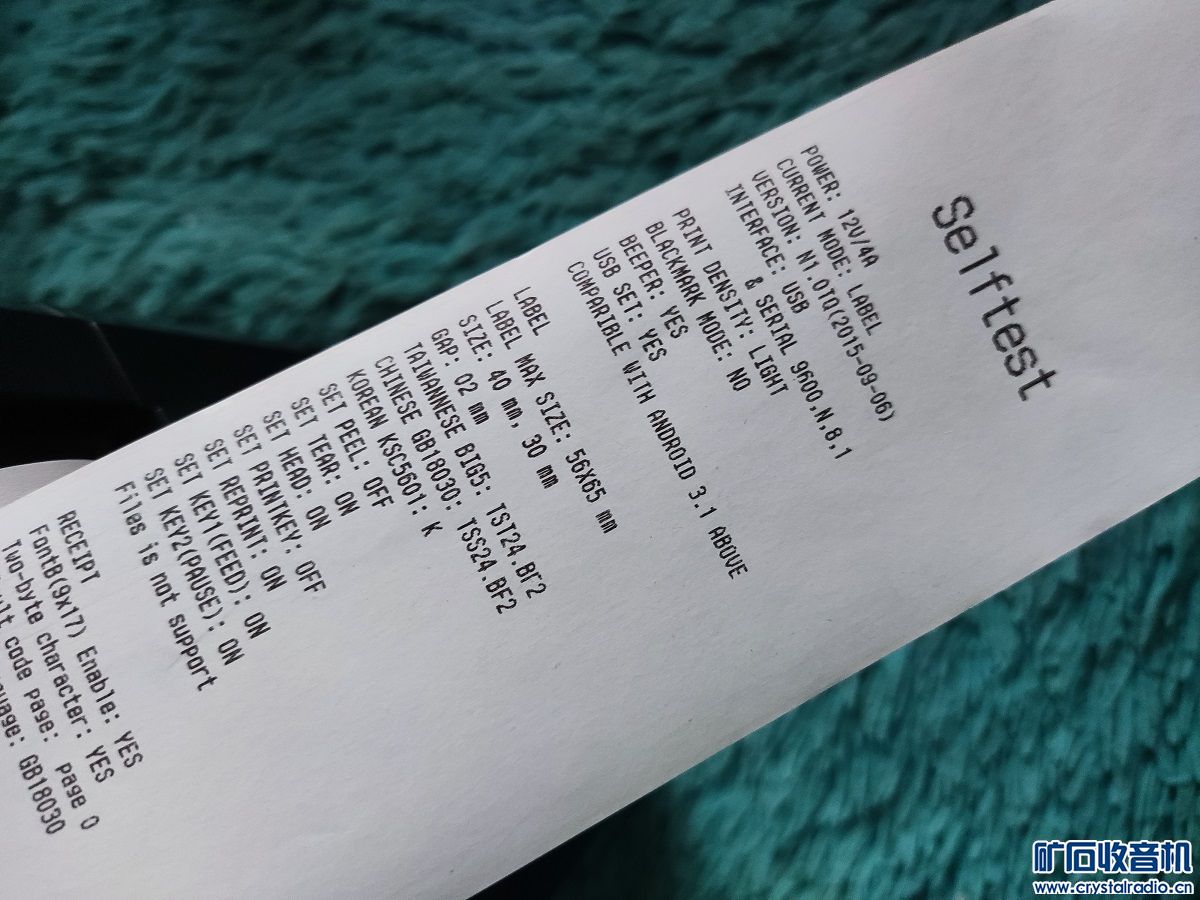 Selftest
POWER: 12V/4A
CURRENT MODE: LABEL
VERSION: N1.0T0(2015-09-06)
INTERFACE: USB
& SERIAL 9600,N,8,1
PRINT DENSITY: LIGHT
BLACKMARK MODE: NO
BEEPER: YES
USB SET: YES
COMPARIBLE WITH ANDROID 3.1 ABOVE
LABEL
LABEL MAX SIZE: 56X65 mm
SIZE: 40 mm, 30 mm
GAP: 02 mm
TAIWANNESE BIG5: TST24.BF2
CHINESE GB18030: TSS24.BF2
KOREAN KSC5601: K
SET PEEL: OFF
SET TEAR: ON
SET HEAD: ON
SET PRINTKEY: OFF
SET REPRINT: ON
SET KEY1(FEED): ON
SET KEY2(PAUSE): ON
Files is not support
RECEIPT
FontB(9x17) Enable: YES
Two-byte character: YES
code page: page 0
GB18030
矿石收音机
www.crystalradio.cn